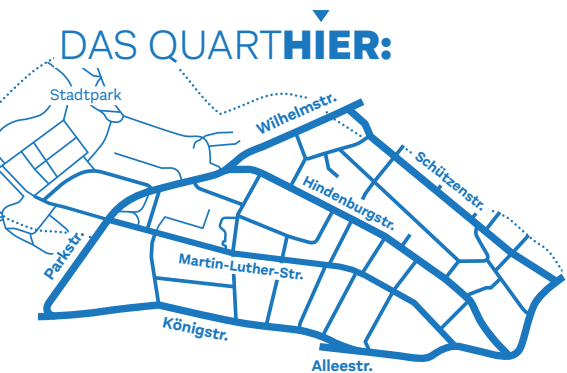 DAS QUARTHIER:
Stadtpark
Wilhelmstr.
Schützenstr.
Hindenburgstr.
Parkstr.
Martin-Luther-Str.
Königstr.
Alleestr.